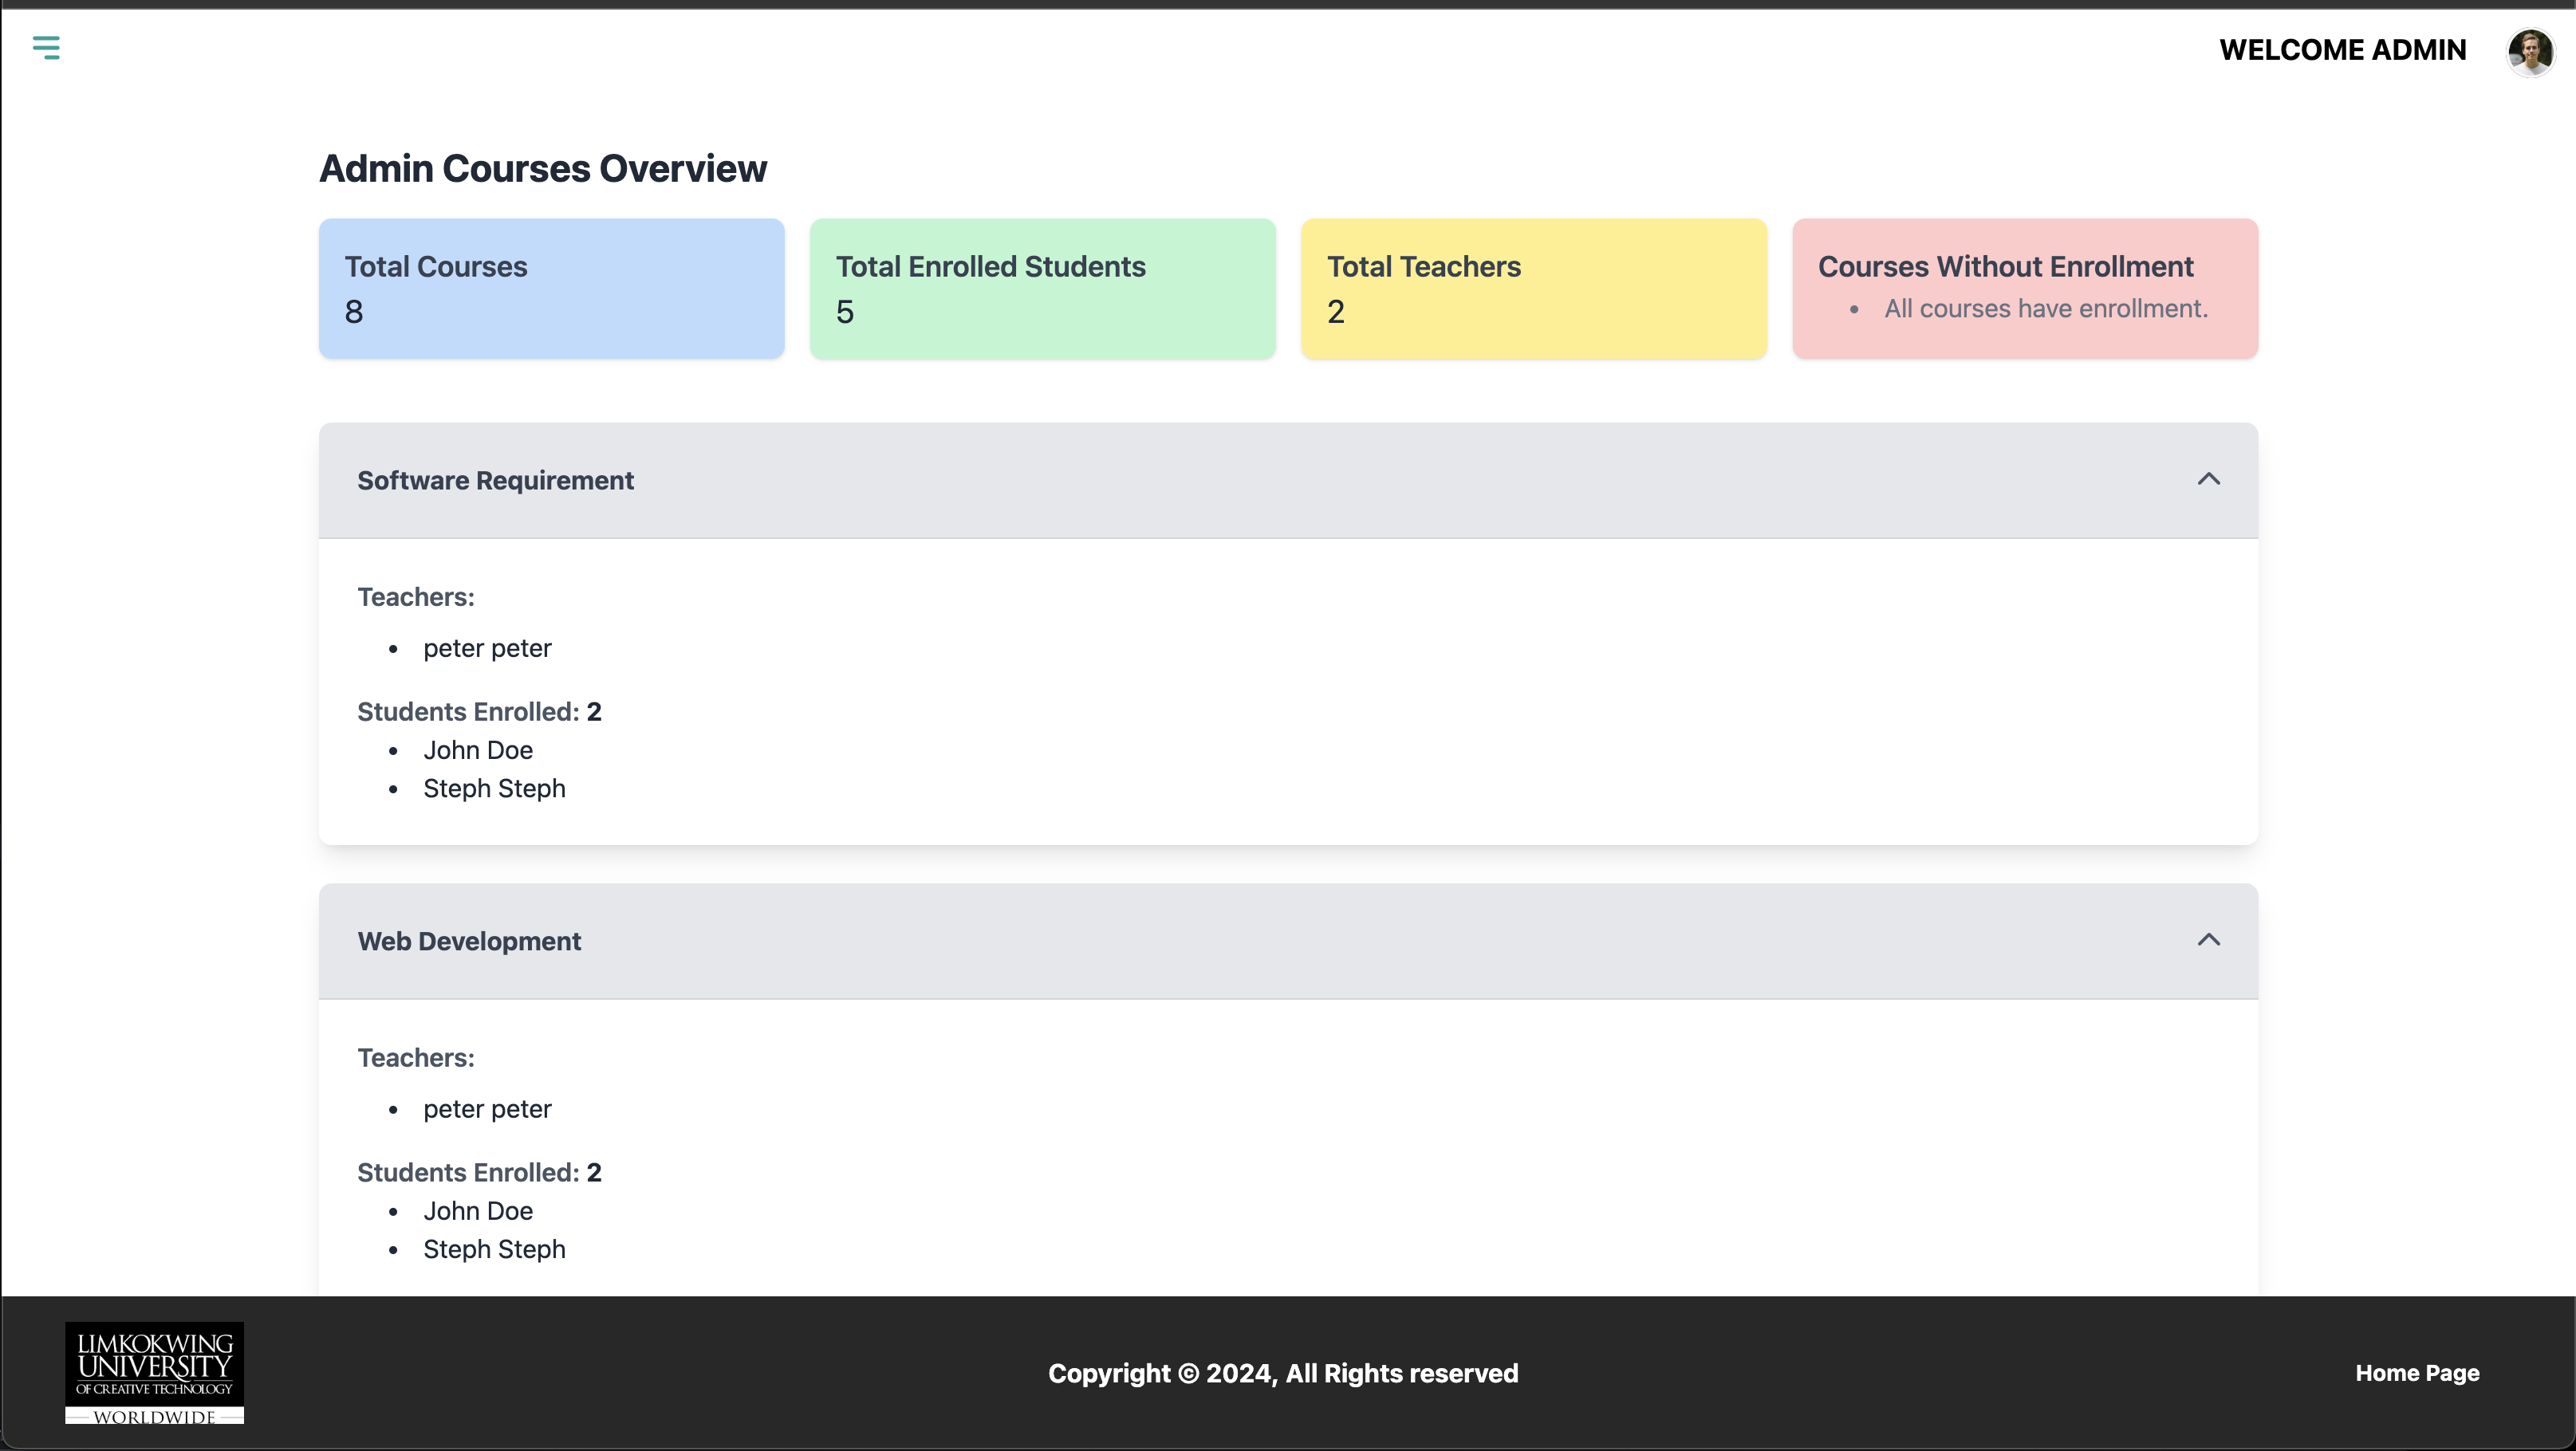 WELCOME ADMIN
Admin Courses Overview
Total Courses
8
Total Enrolled Students
5
Total Teachers
2
Courses Without Enrollment
• All courses have enrollment.
Software Requirement
Teachers:
• peter peter
Students Enrolled: 2
• John Doe
• Steph Steph
Web Development
Teachers:
• peter peter
Students Enrolled: 2
• John Doe
• Steph Steph
LIMKOKWING
UNIVERSITY
OF CREATIVE TECHNOLOGY
WORLDWIDE
Copyright © 2024, All Rights reserved
Home Page